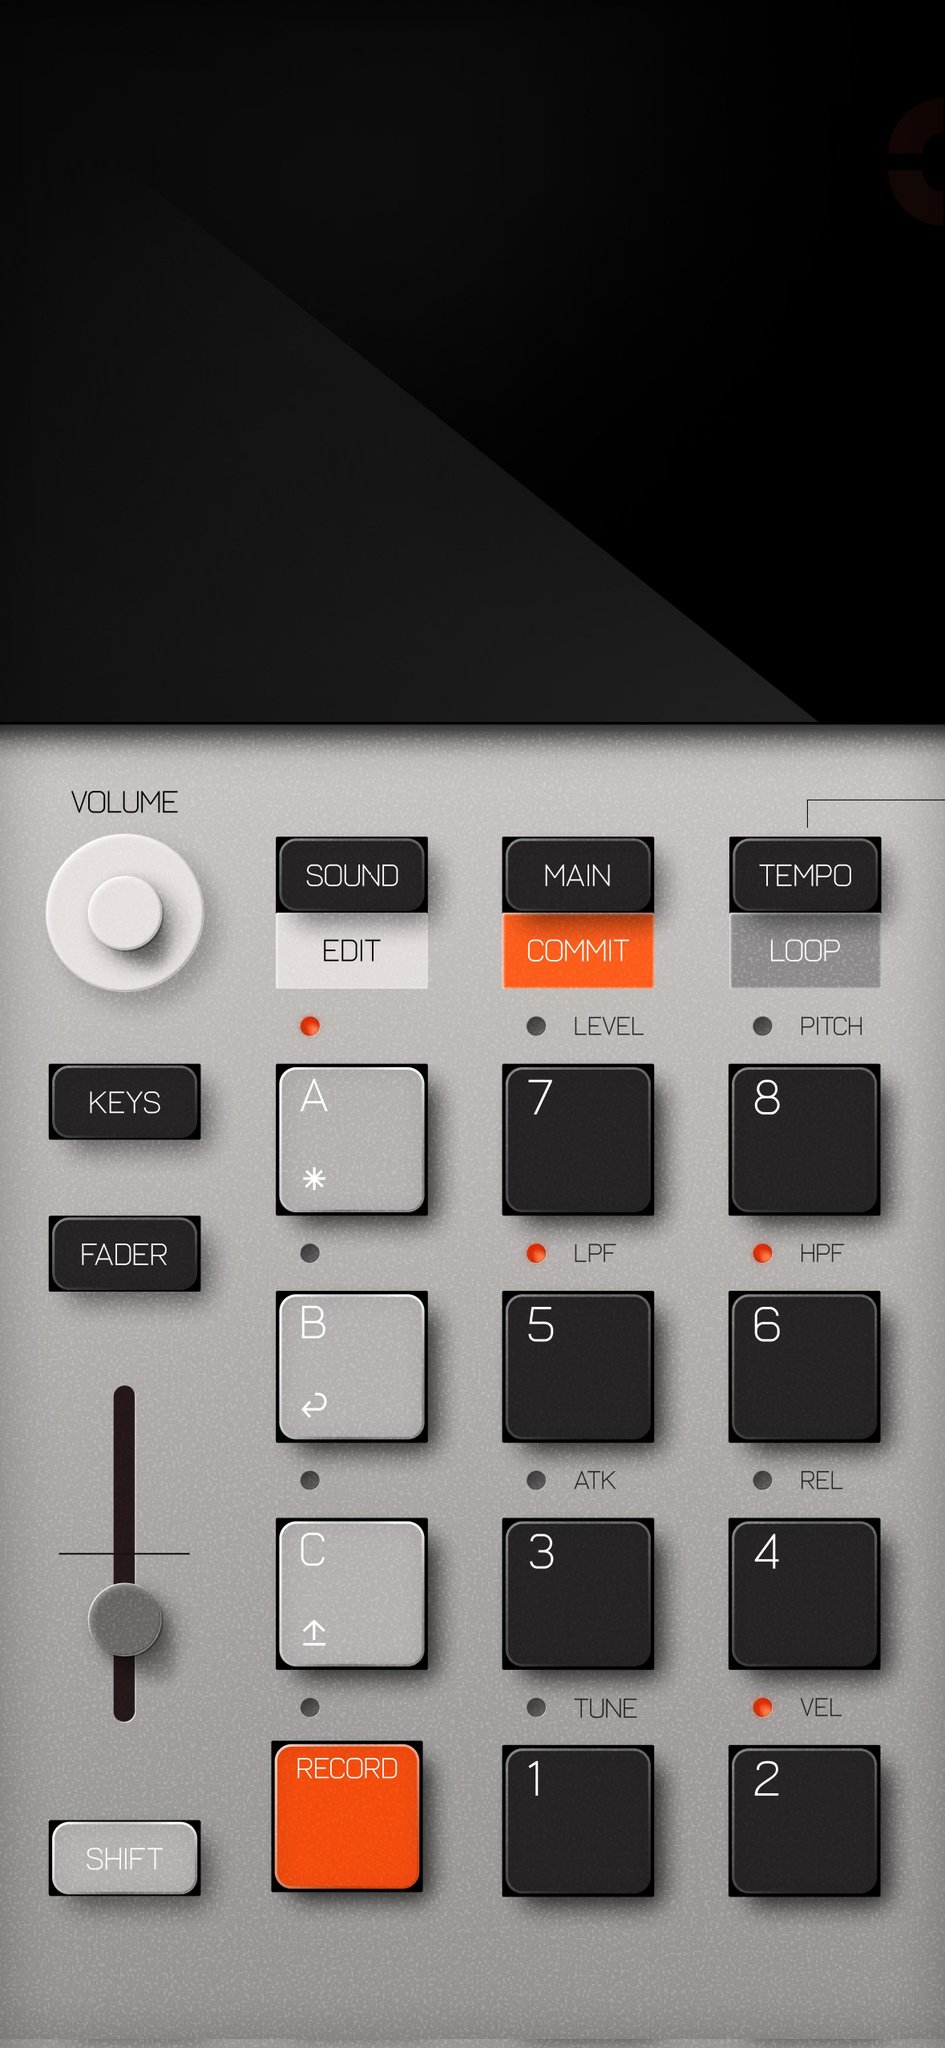 VOLUME
SOUND MAIN TEMPO
EDIT COMMIT LOOP
LEVEL PITCH
KEYS A 7 8
*
FADER LPF HPF
B 5 6
ATK REL
C 3 4
TUNE VEL
RECORD 1 2
SHIFT